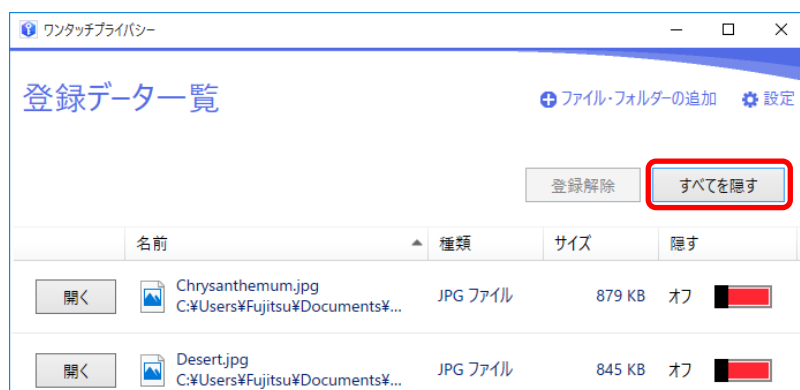 ワンタッチプライバシー
登録データ一覧
ファイル・フォルダーの追加 設定
登録解除 すべてを隠す
名前 種類 サイズ 隠す
開く Chrysanthemum.jpg JPG ファイル 879 KB オフ
C:¥Users¥Fujitsu¥Documents¥...
開く Desert.jpg JPG ファイル 845 KB オフ
C:¥Users¥Fujitsu¥Documents¥...